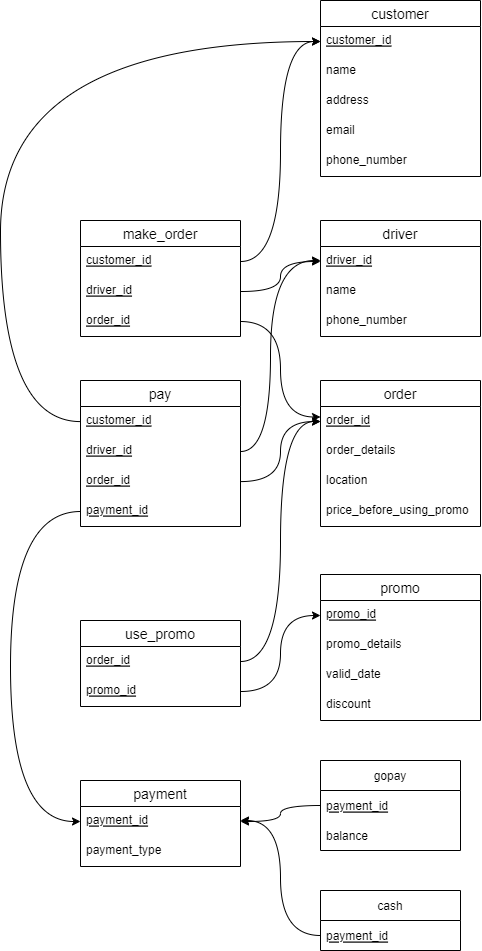 customer
customer_id
name
address
email
phone_number
make_order
customer_id
driver_id
order_id
driver
driver_id
name
phone_number
pay
customer_id
driver_id
order_id
payment_id
order
order_id
order_details
location
price_before_using_promo
promo
promo_id
promo_details
valid_date
discount
use_promo
order_id
promo_id
payment
payment_id
payment_type
gopay
payment_id
balance
cash
payment_id